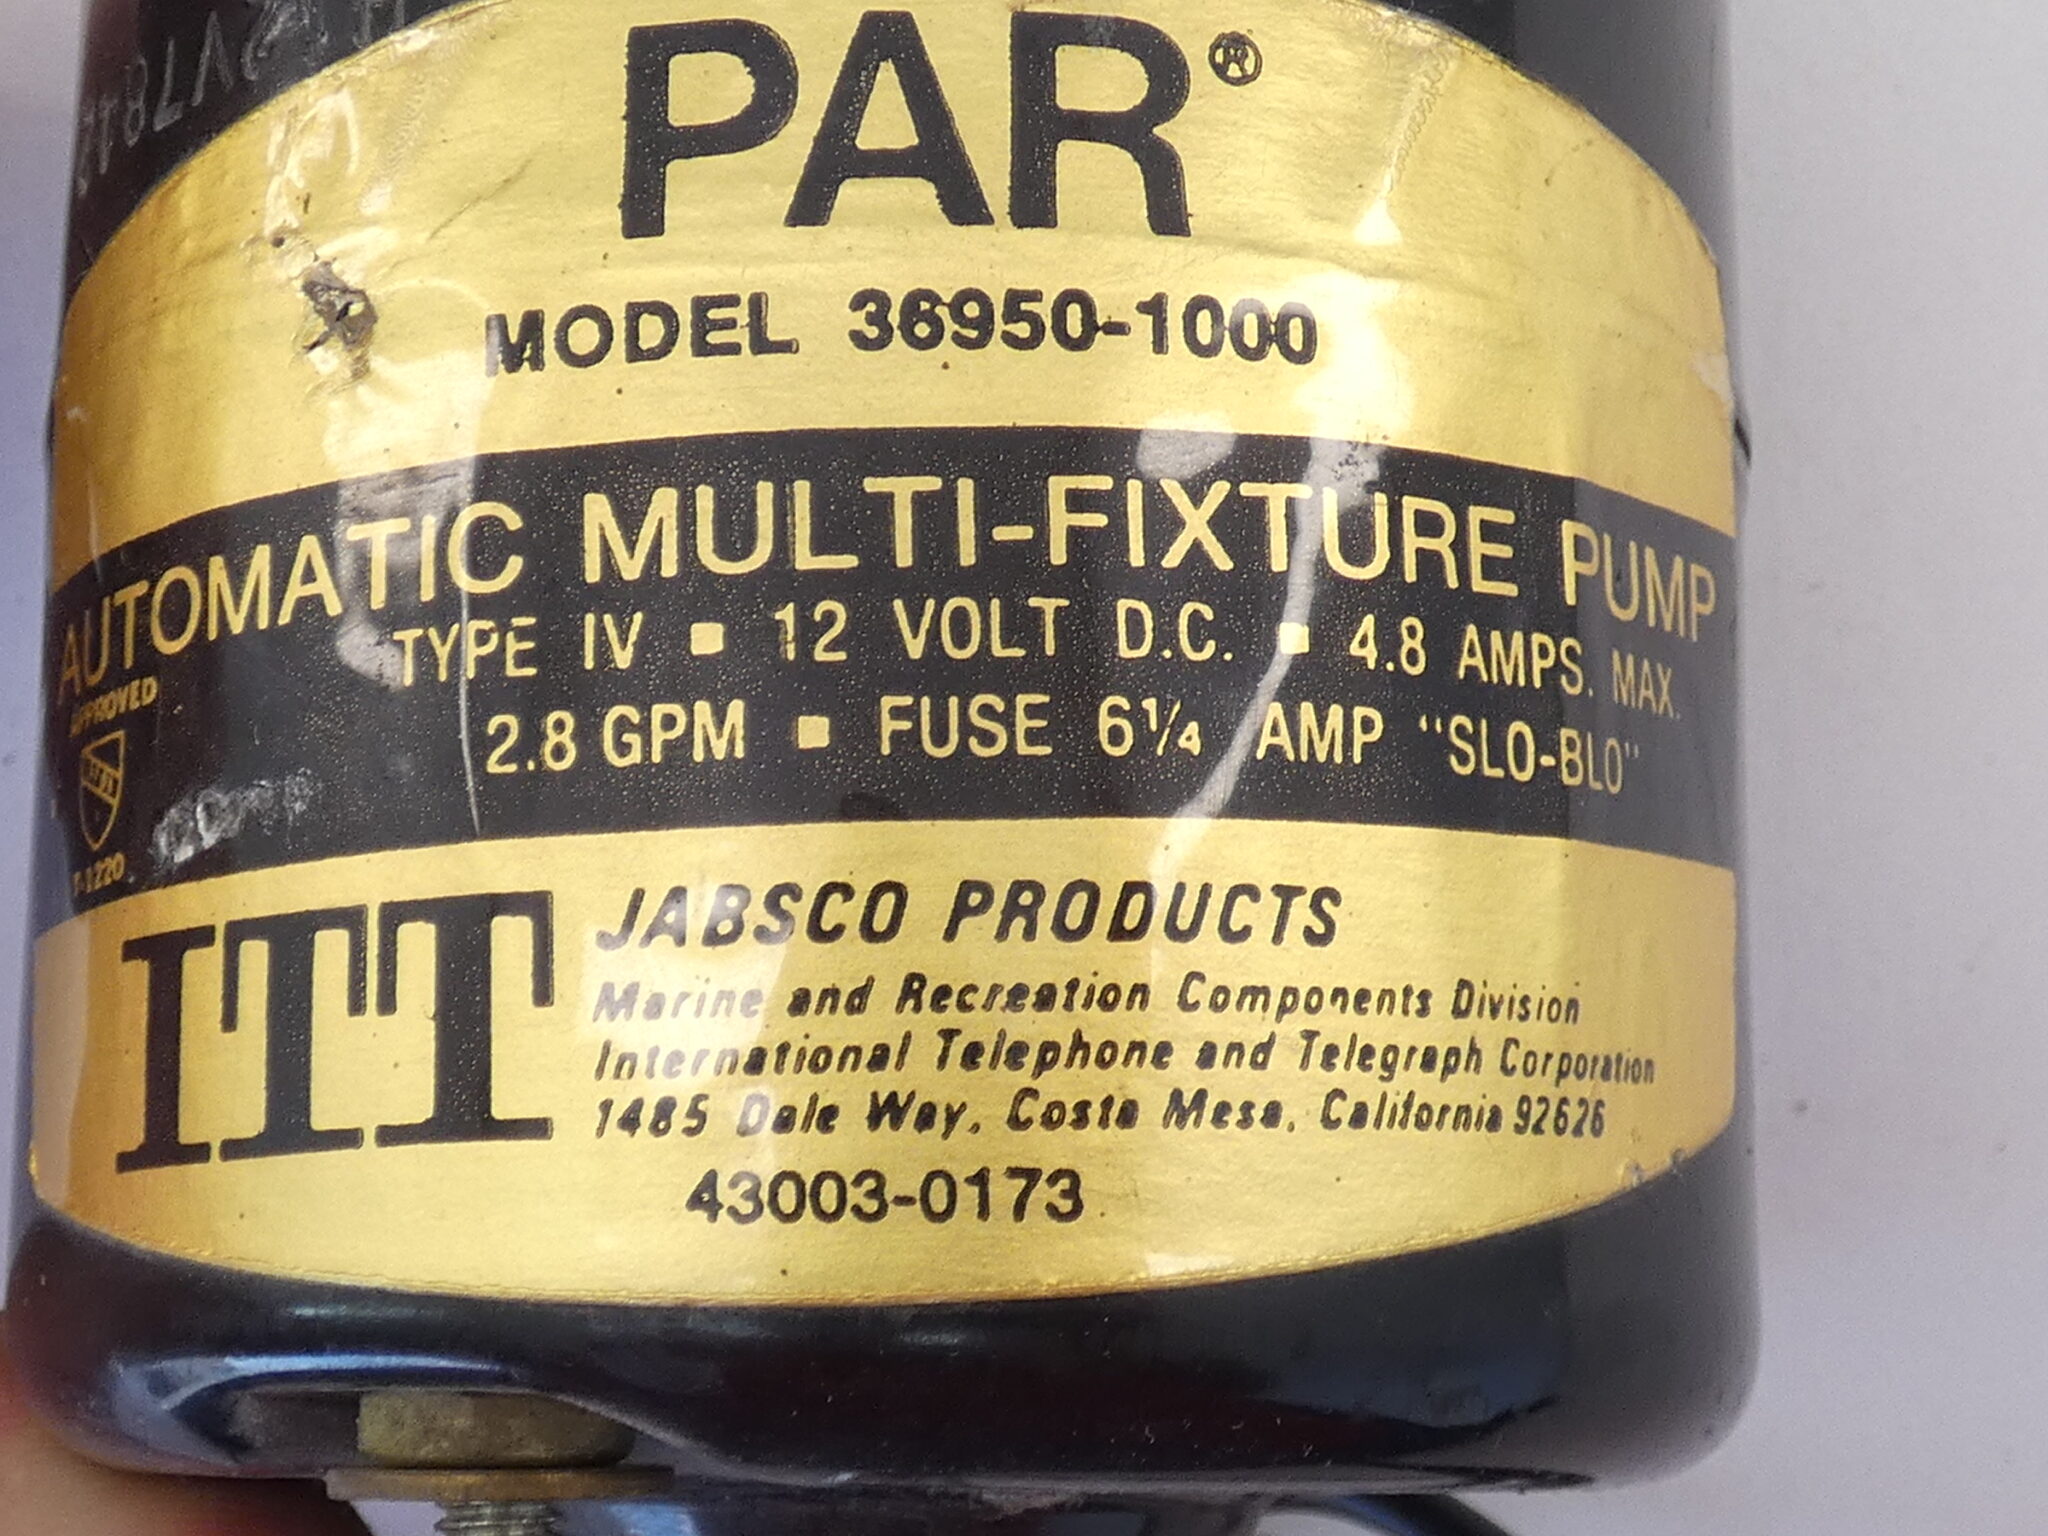 PAR®
MODEL 36950-1000
AUTOMATIC MULTI-FIXTURE PUMP
TYPE IV ▪ 12 VOLT D.C. ▪ 4.8 AMPS. MAX.
2.8 GPM ▪ FUSE 6¼ AMP "SLO-BLO"
APPROVED
T-1220
ITT
JABSCO PRODUCTS
Marine and Recreation Components Division
International Telephone and Telegraph Corporation
1485 Dale Way, Costa Mesa, California 92626
43003-0173